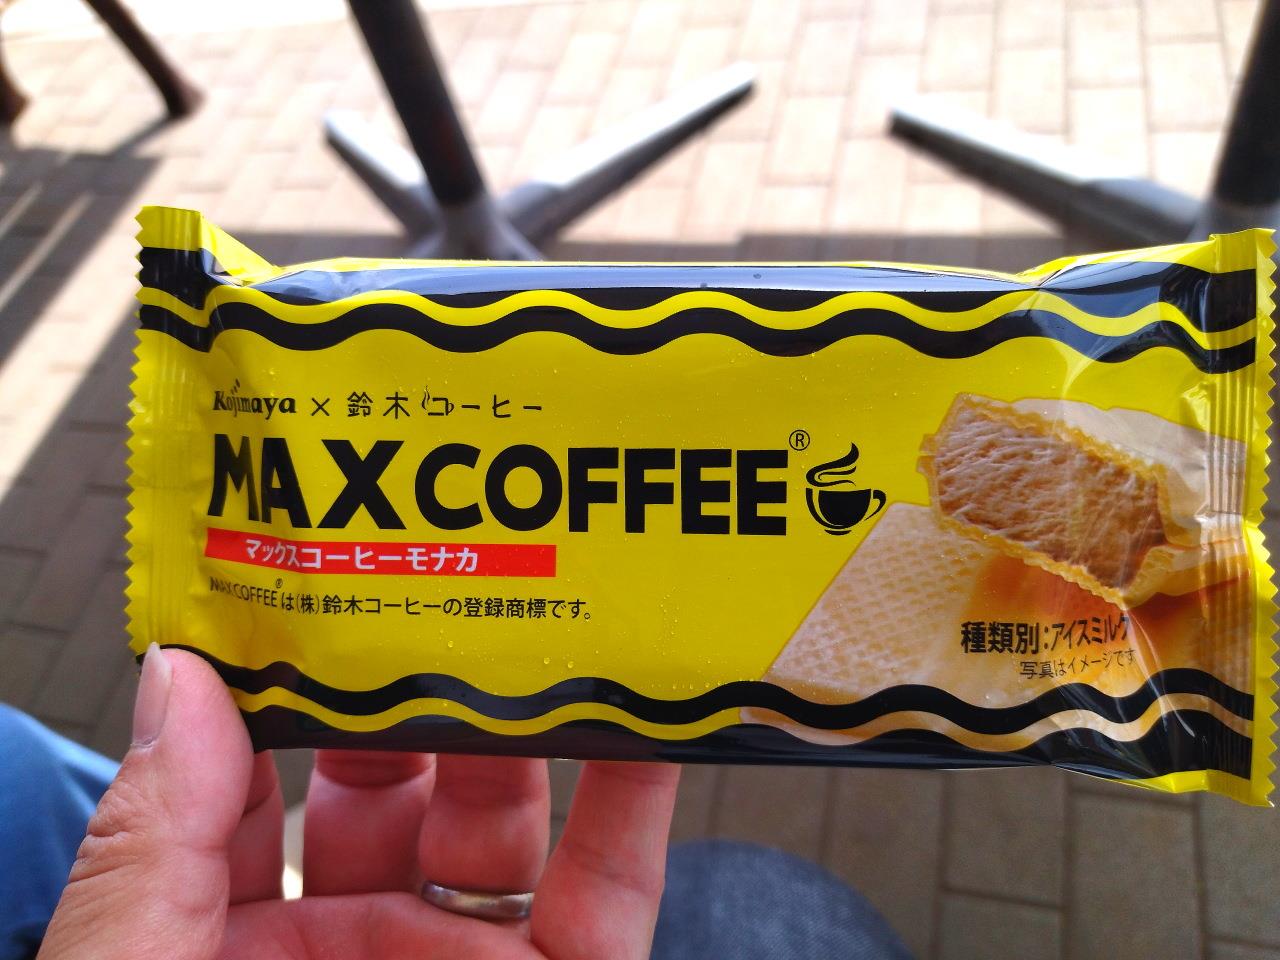 Kojimaya × 鈴木コーヒー
MAX COFFEE®
マックスコーヒーモナカ
MAX COFFEE®は(株)鈴木コーヒーの登録商標です。
種類別:アイスミルク
写真はイメージです